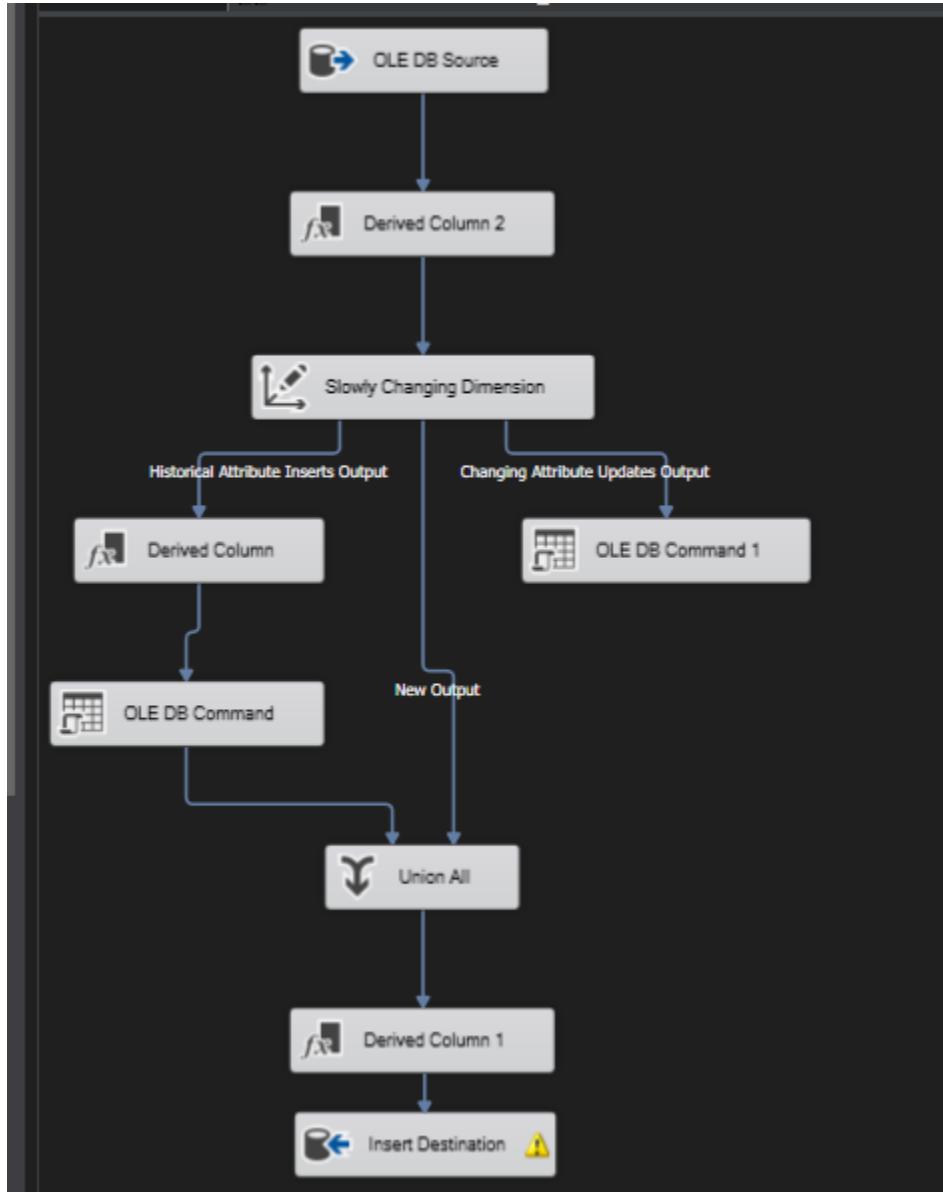 OLE DB Source
Derived Column 2
Slowly Changing Dimension
Historical Attribute Inserts Output
Changing Attribute Updates Output
Derived Column
OLE DB Command 1
New Output
OLE DB Command
Union All
Derived Column 1
Insert Destination